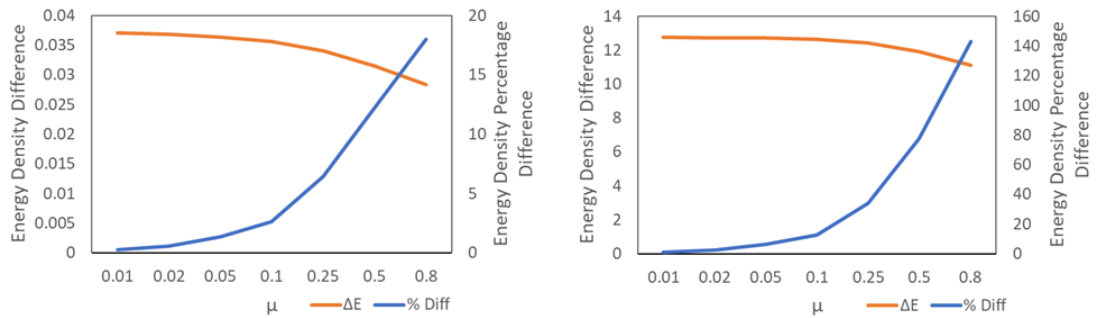 Energy Density Difference
0.04
0.035
0.03
0.025
0.02
0.015
0.01
0.005
0
20
15
10
5
0
Energy Density Percentage
Difference
0.01 0.02 0.05 0.1 0.25 0.5 0.8
μ
ΔE % Diff
Energy Density Difference
14
12
10
8
6
4
2
0
160
140
120
100
80
60
40
20
0
Energy Density Percentage
Difference
0.01 0.02 0.05 0.1 0.25 0.5 0.8
μ
ΔE % Diff